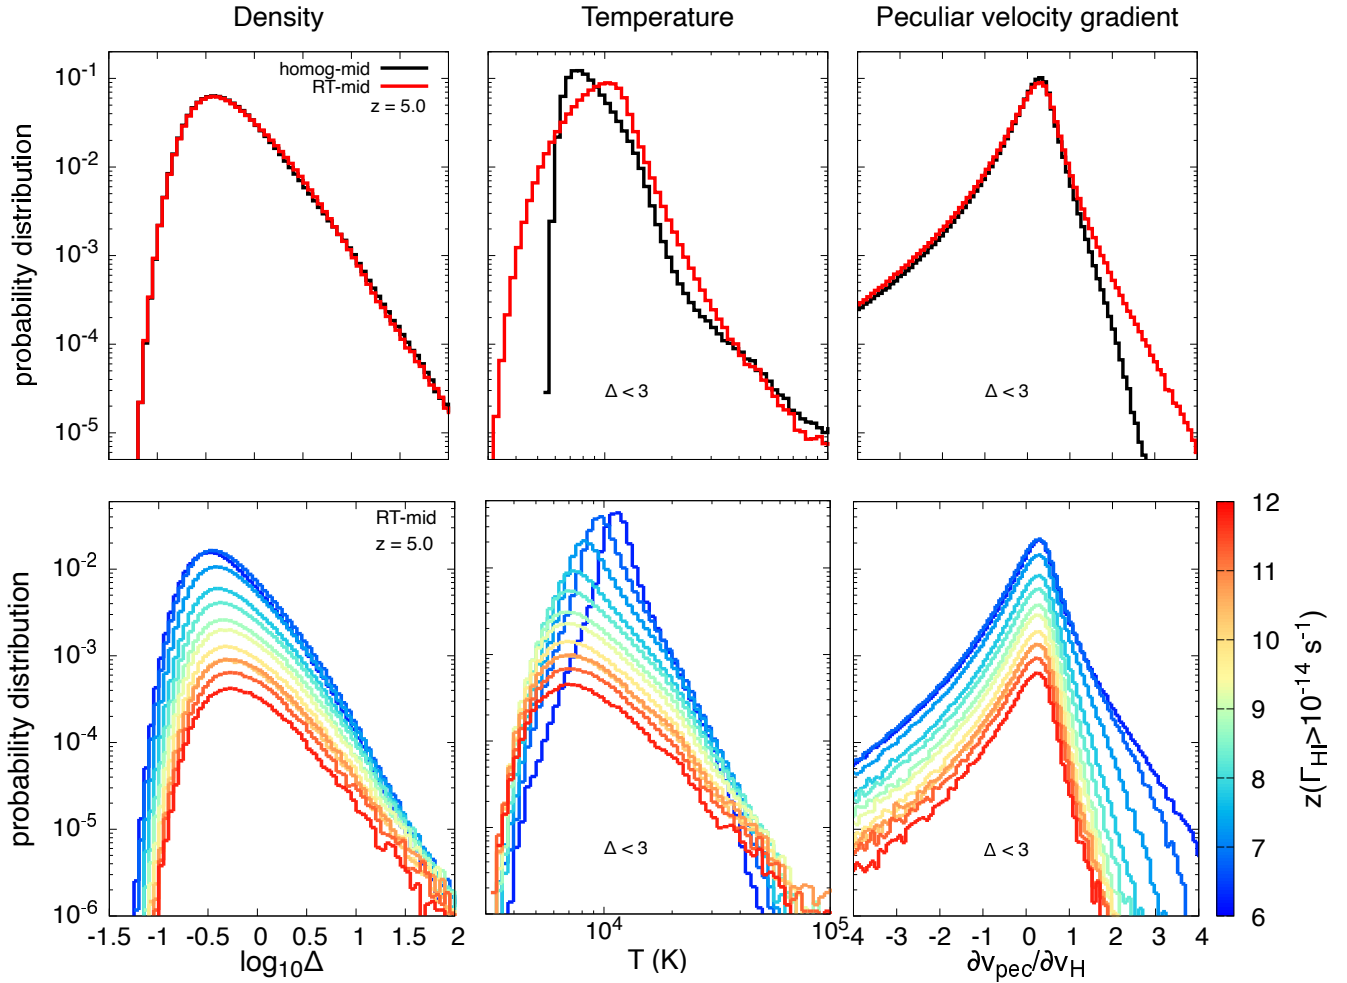 Density
Temperature
Peculiar velocity gradient
probability distribution
10⁻¹
10⁻²
10⁻³
10⁻⁴
10⁻⁵
homog-mid
RT-mid
z = 5.0
Δ < 3
Δ < 3
probability distribution
10⁻²
10⁻³
10⁻⁴
10⁻⁵
10⁻⁶
RT-mid
z = 5.0
Δ < 3
Δ < 3
-1.5 -1 -0.5 0 0.5 1 1.5 2
log₁₀Δ
10⁴ 10⁵
T (K)
-4 -3 -2 -1 0 1 2 3 4
∂v_pec/∂v_H
12
11
10
9
8
7
6
z(Γ_HI>10⁻¹⁴ s⁻¹)